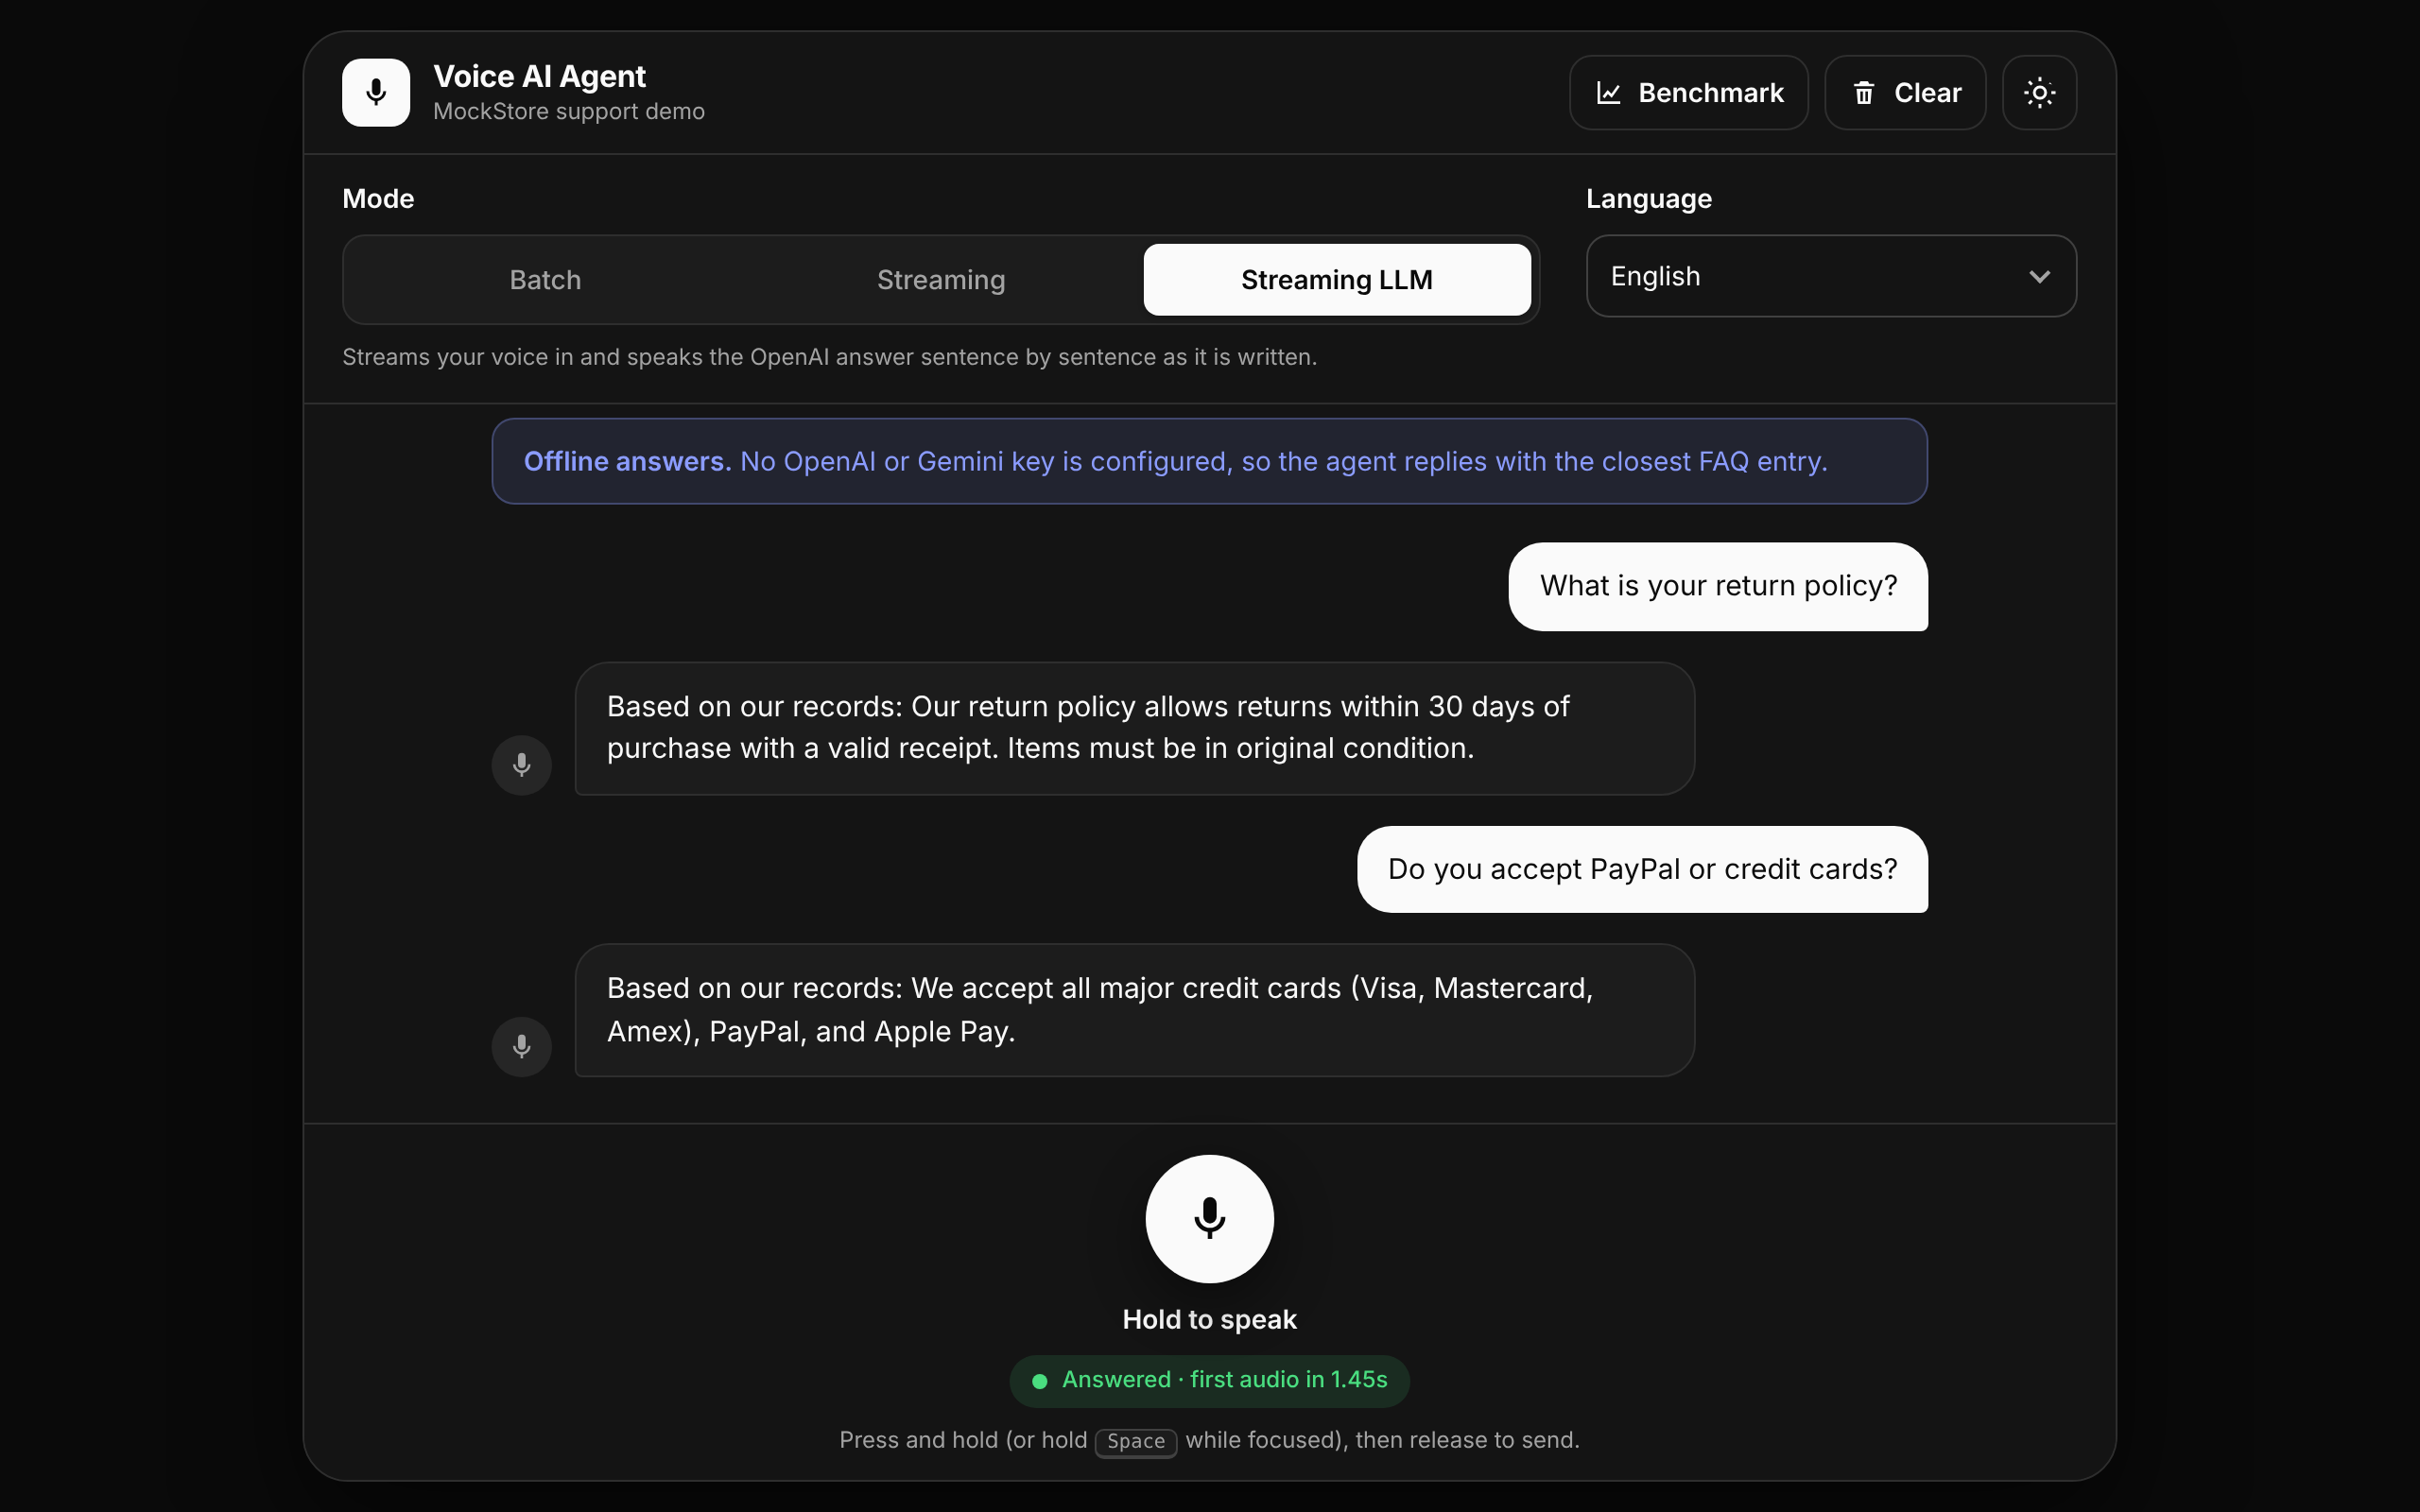 Voice AI Agent
MockStore support demo
Benchmark
Clear
Mode
Language
Batch
Streaming
Streaming LLM
English
Streams your voice in and speaks the OpenAI answer sentence by sentence as it is written.
Offline answers. No OpenAI or Gemini key is configured, so the agent replies with the closest FAQ entry.
What is your return policy?
Based on our records: Our return policy allows returns within 30 days of
purchase with a valid receipt. Items must be in original condition.
Do you accept PayPal or credit cards?
Based on our records: We accept all major credit cards (Visa, Mastercard,
Amex), PayPal, and Apple Pay.
Hold to speak
Answered · first audio in 1.45s
Press and hold (or hold Space while focused), then release to send.